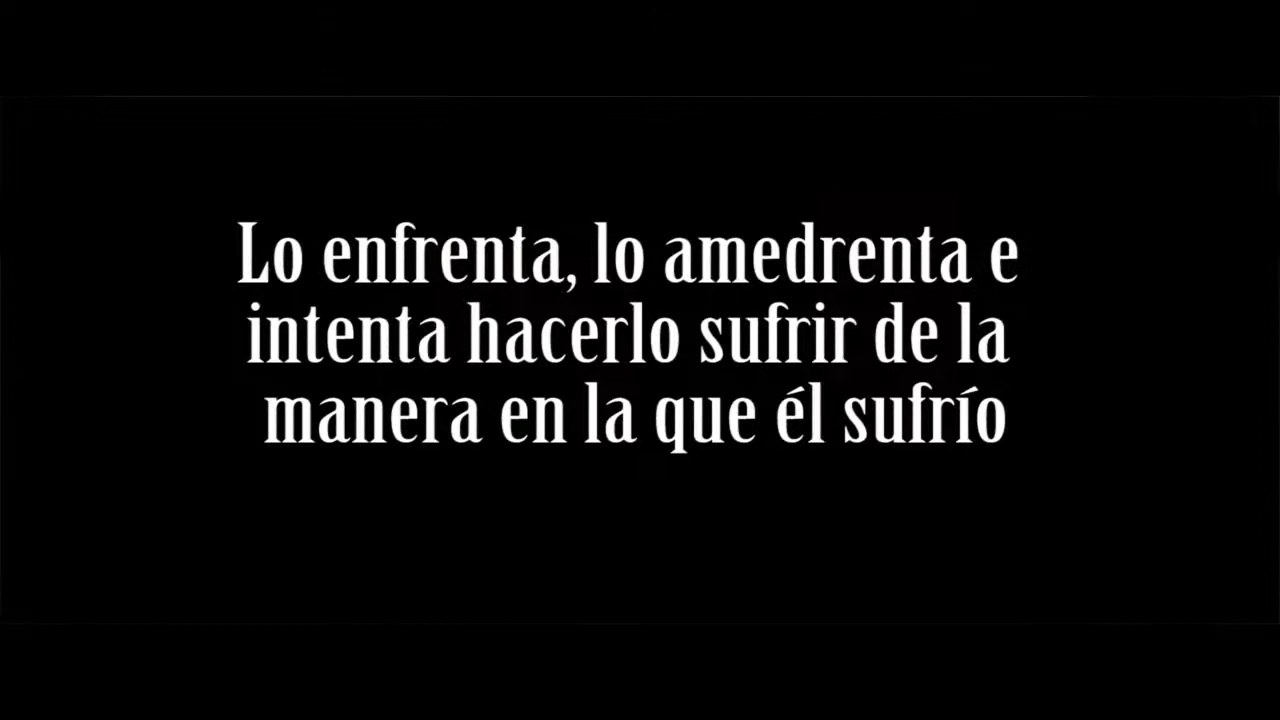 Lo enfrenta, lo amedrenta e
intenta hacerlo sufrir de la
manera en la que él sufrío